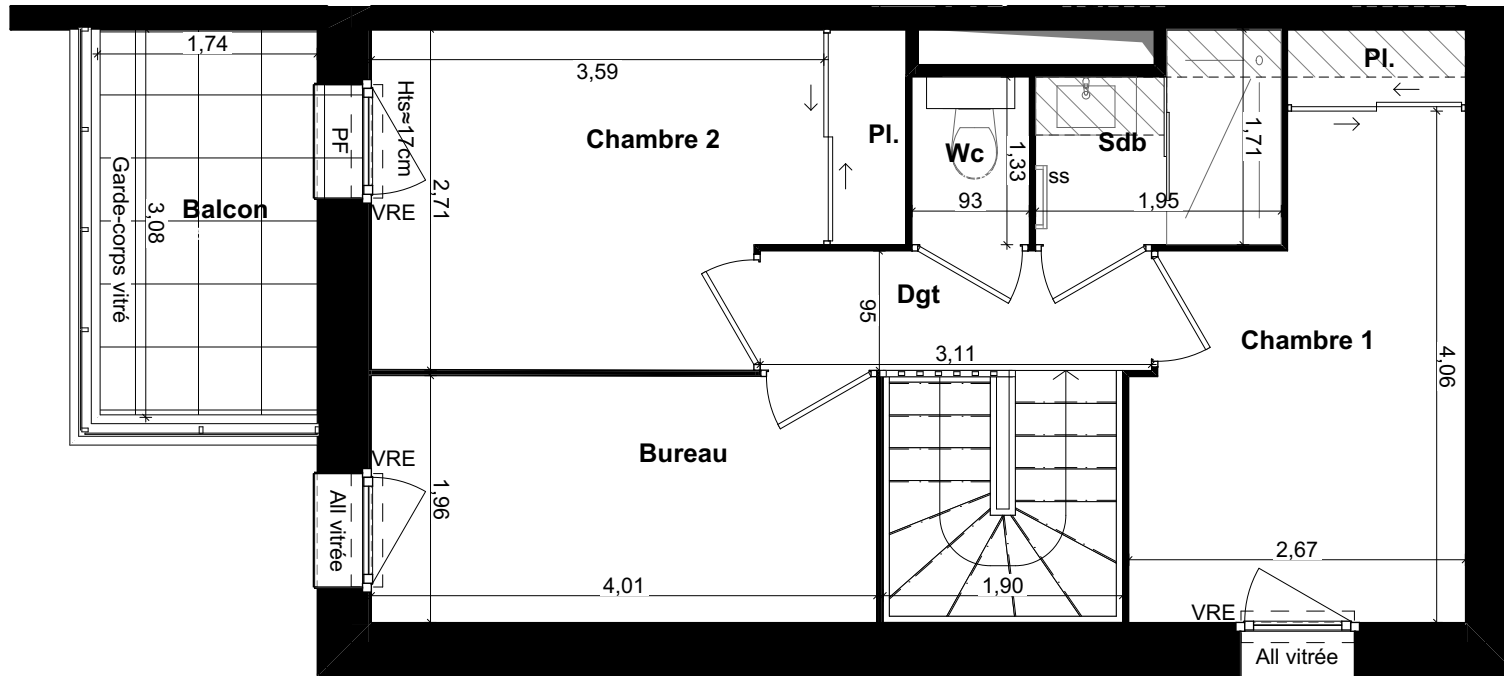 1,74
3,59
Pl.
Hts≈17cm
Chambre 2
Pl.
Wc
1,33
Sdb
1,71
PF
ss
Garde-corps vitré
3,08
Balcon
VRE
2,71
93
1,95
95
Dgt
Chambre 1
3,11
4,06
VRE
Bureau
All vitrée
1,96
2,67
4,01
1,90
VRE
All vitrée